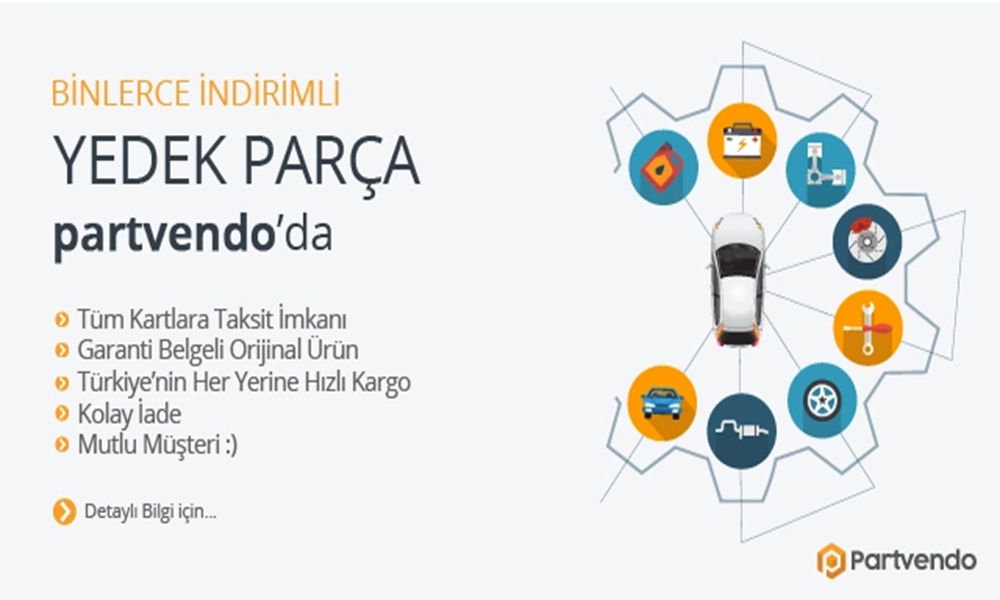 BİNLERCE İNDİRİMLİ
YEDEK PARÇA
partvendo'da
Tüm Kartlara Taksit İmkanı
Garanti Belgeli Orijinal Ürün
Türkiye'nin Her Yerine Hızlı Kargo
Kolay İade
Mutlu Müşteri :)
Detaylı Bilgi için...
Partvendo